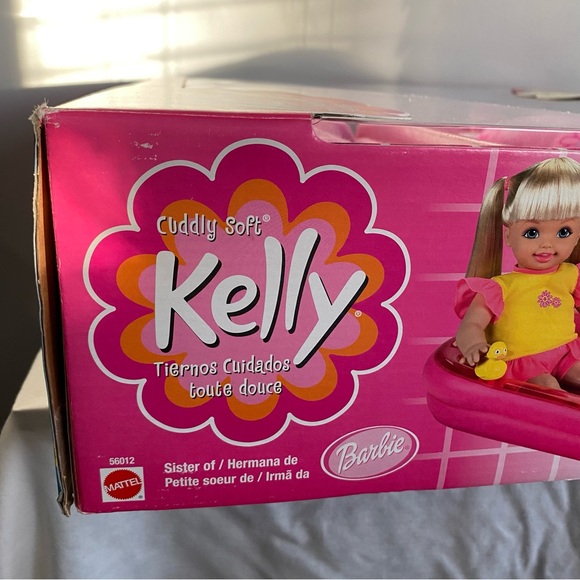 Cuddly Soft®
Kelly®
Tiernos Cuidados
toute douce
Barbie
56012
MATTEL
Sister of / Hermana de
Petite soeur de / Irmã da